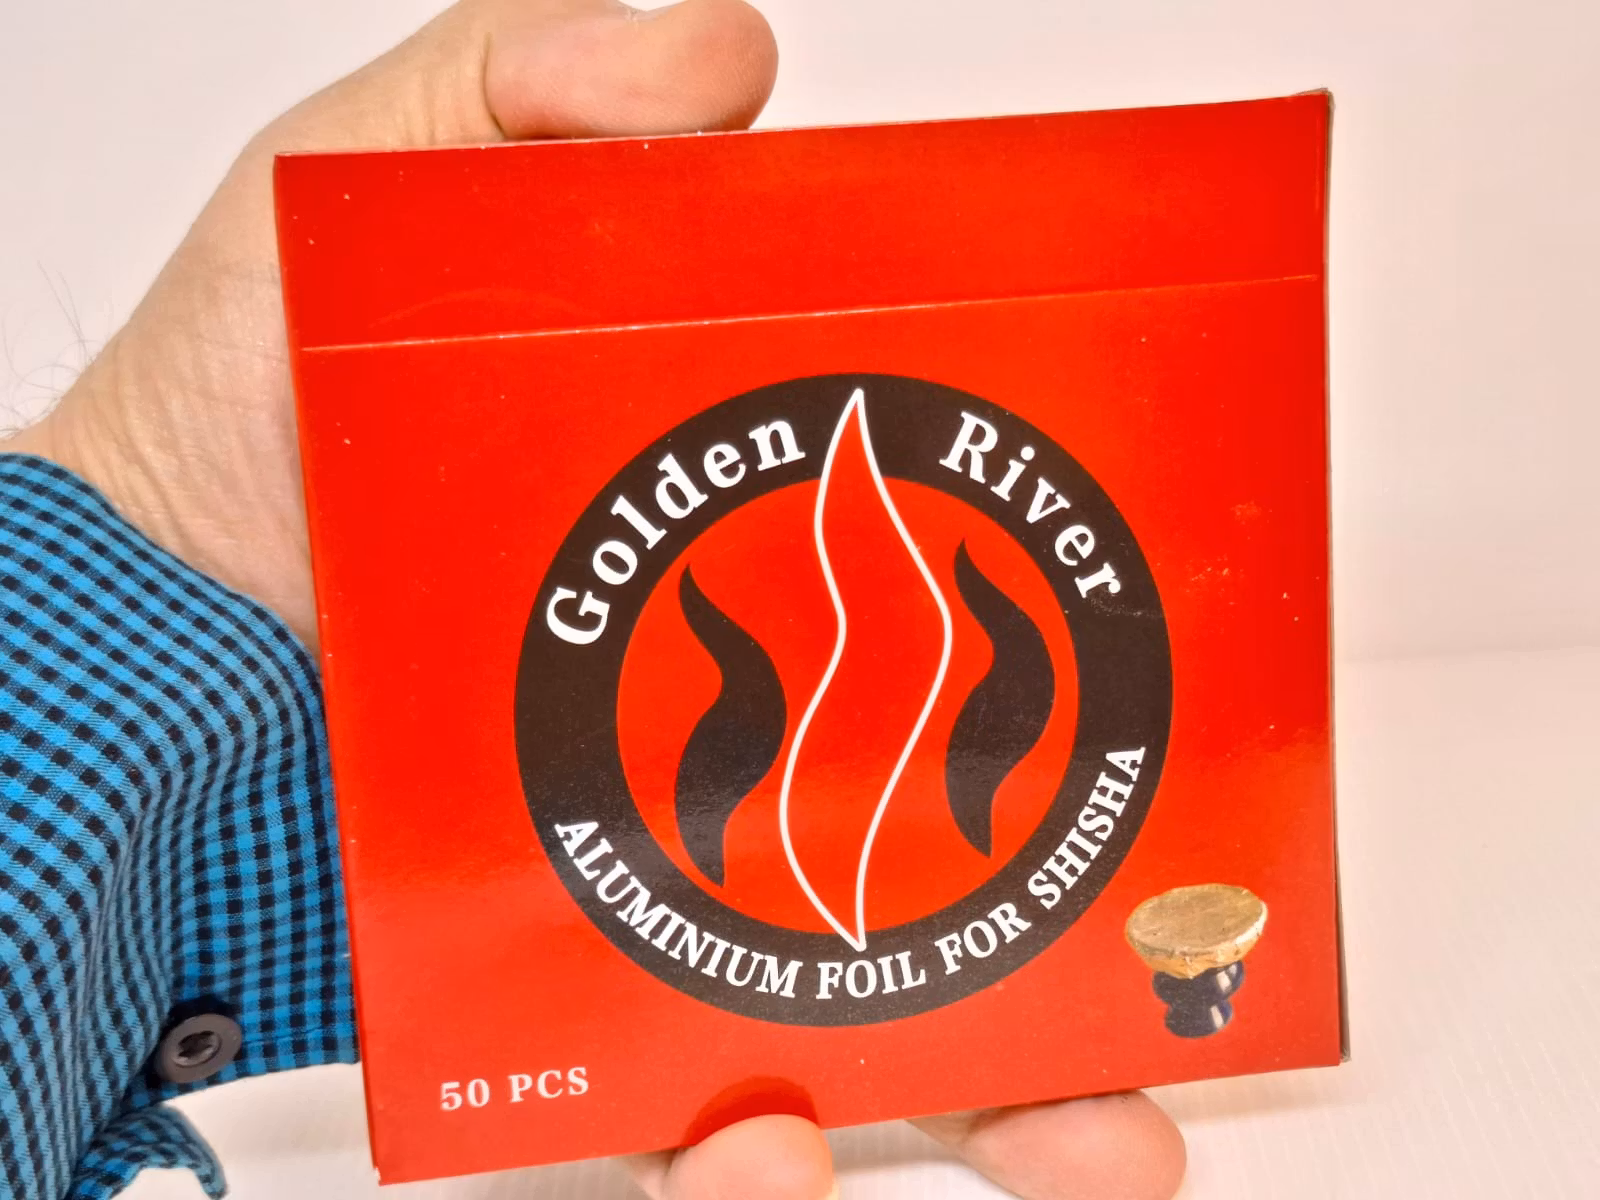 Golden River
ALUMINIUM FOIL FOR SHISHA
50 PCS